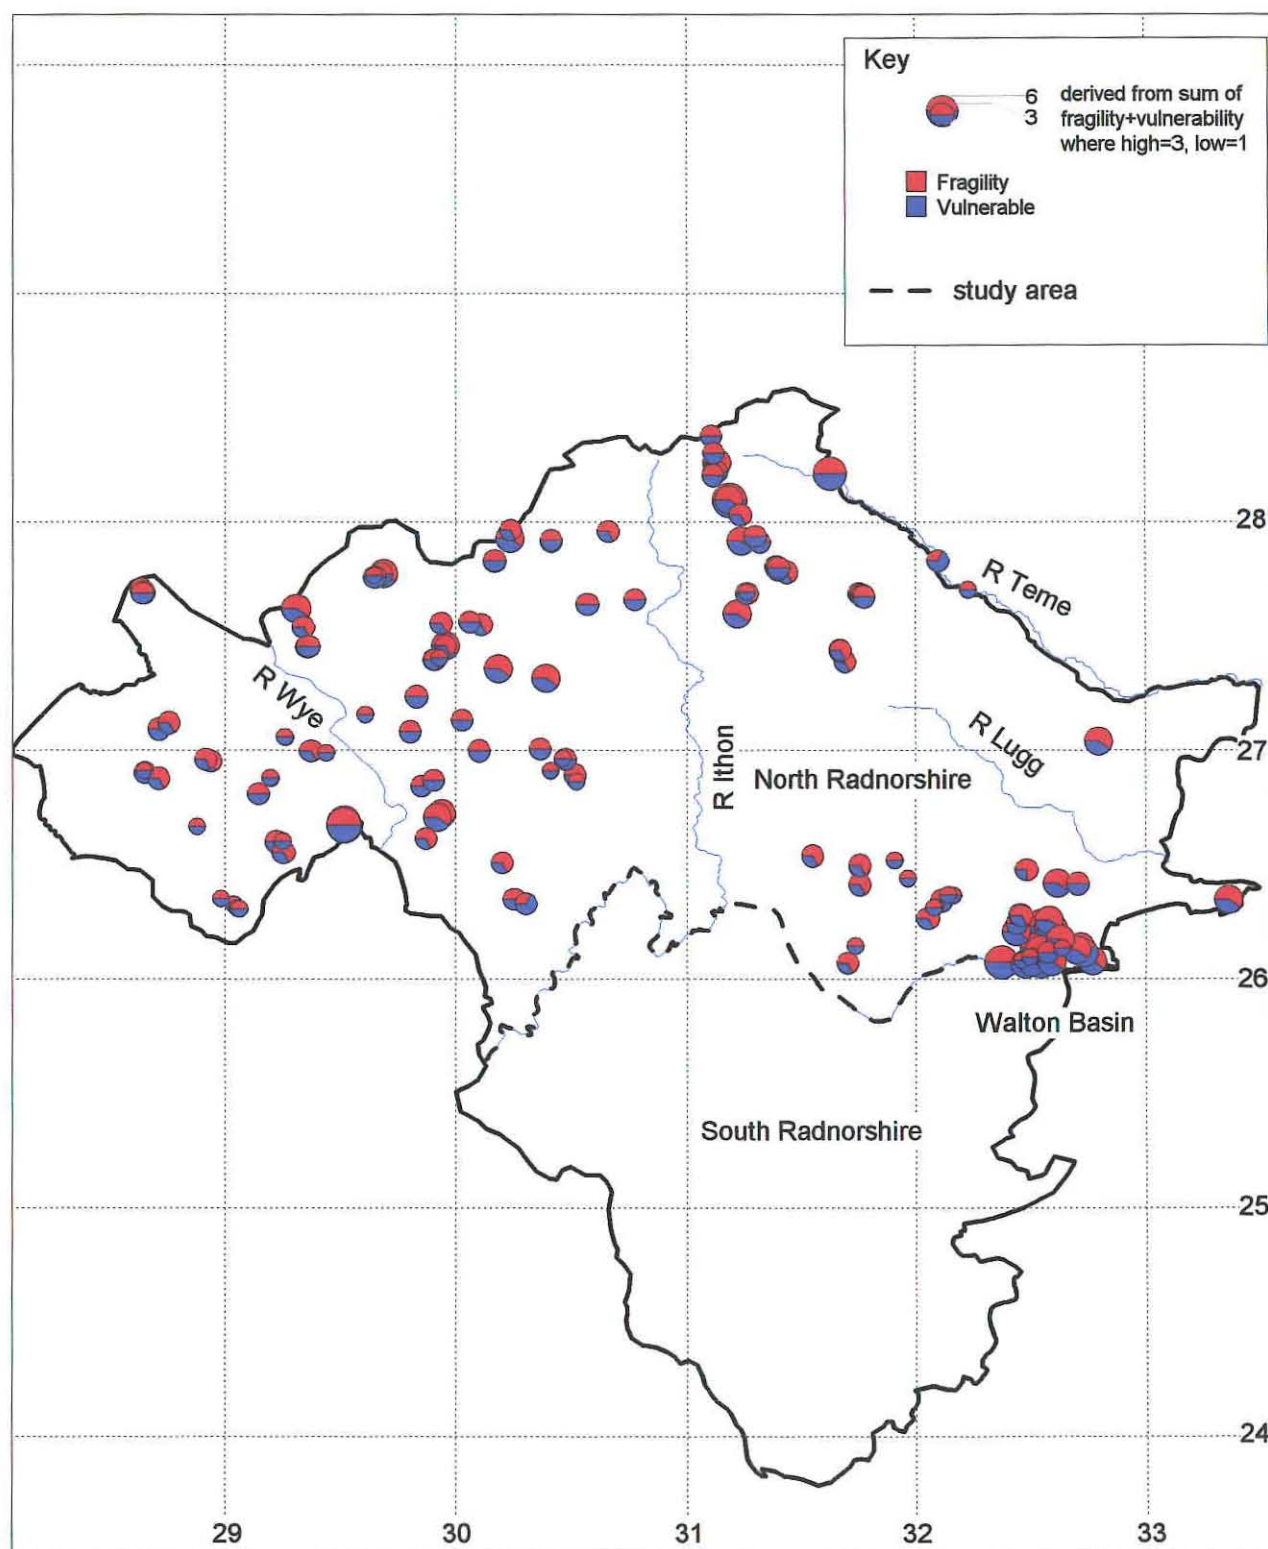 Key
6 derived from sum of
3 fragility+vulnerability
where high=3, low=1
Fragility
Vulnerable
study area
28
R Teme
R Wye
R Lugg
27
R Ithon
North Radnorshire
26
Walton Basin
South Radnorshire
25
24
29 30 31 32 33